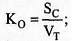 K_O = S_C / V_T ;